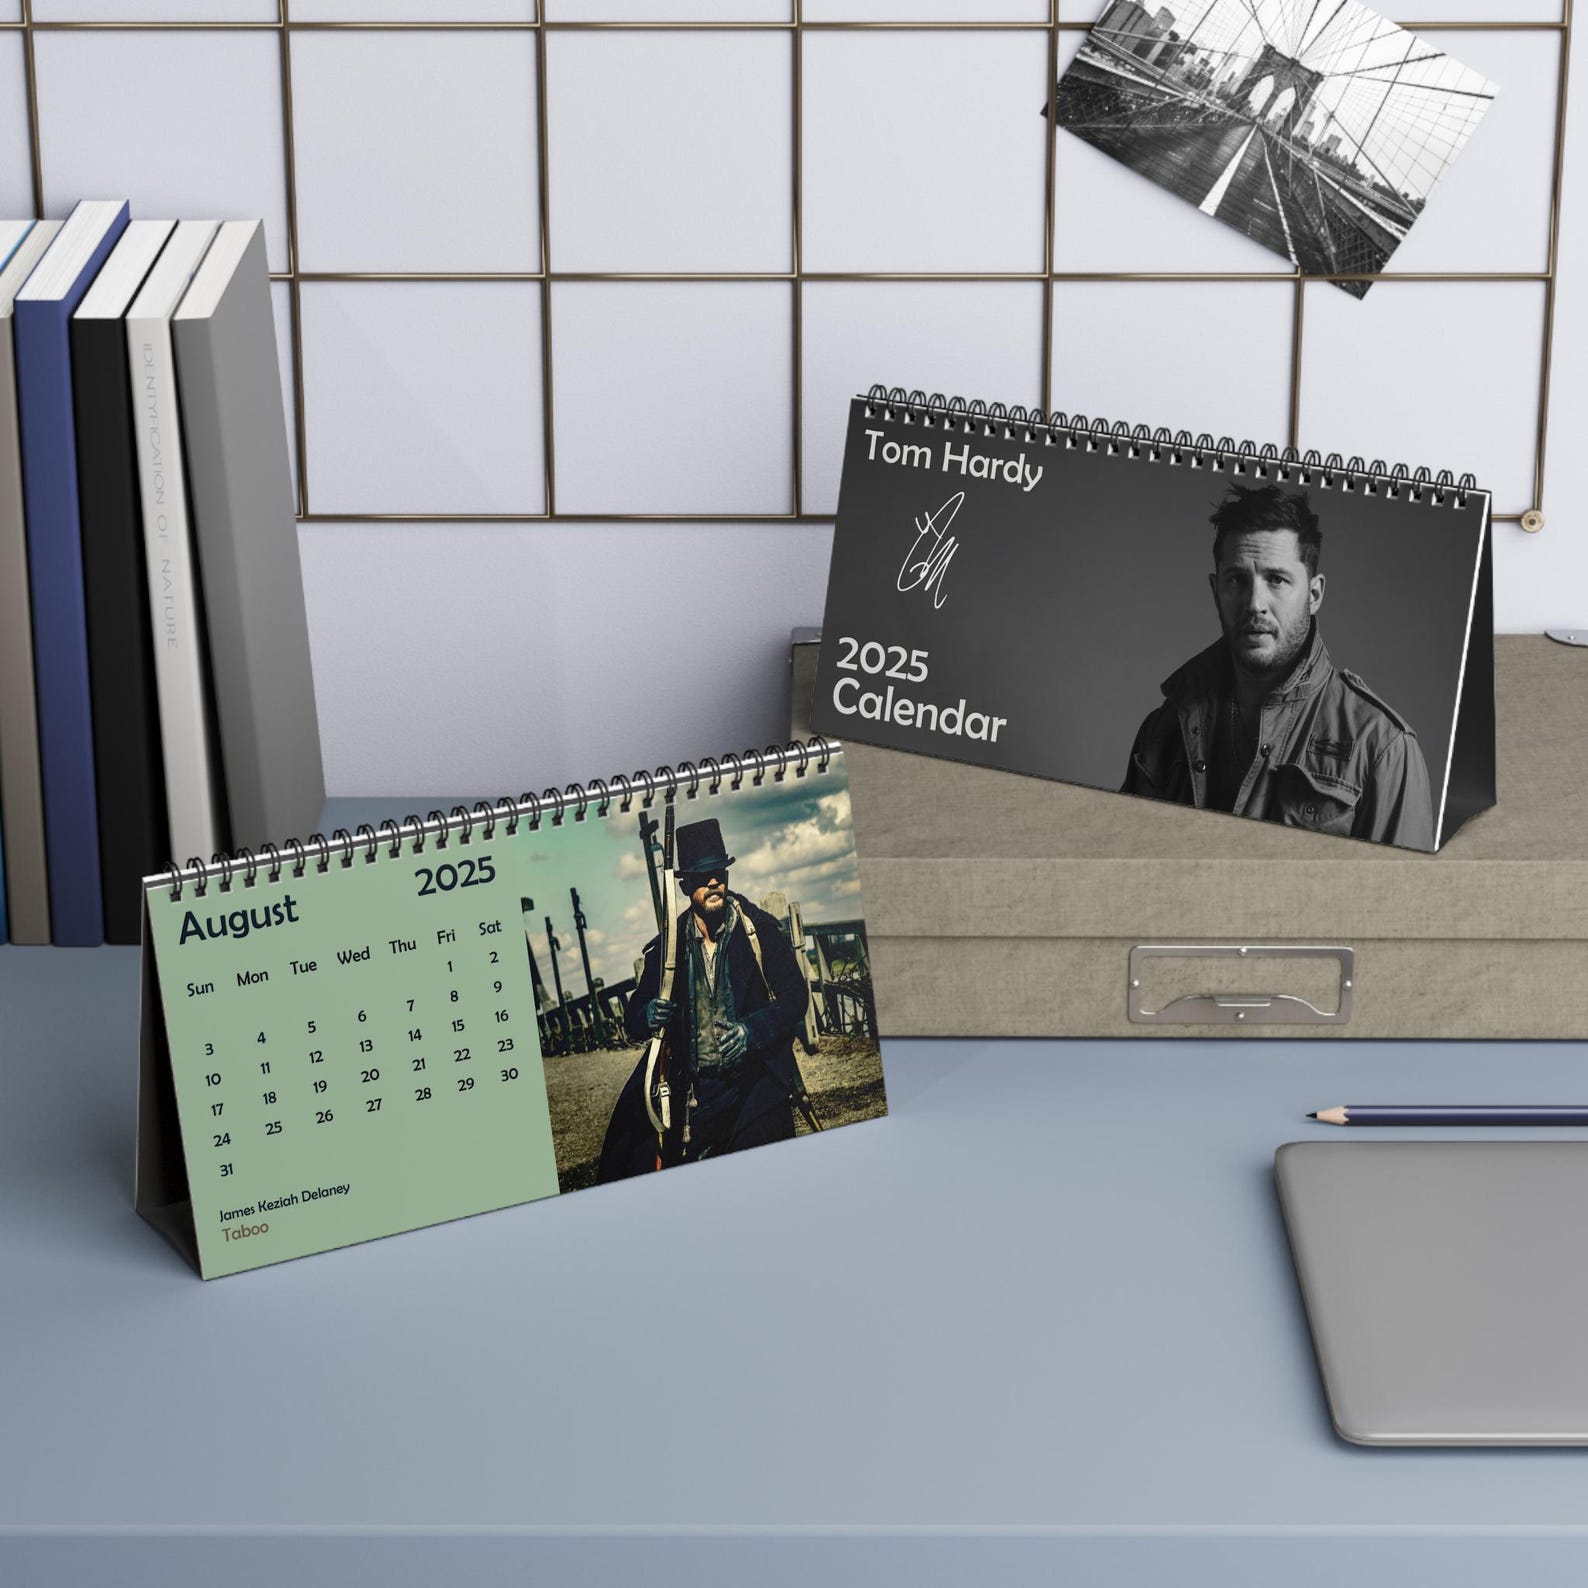 IDENTYFICATION OF NATURE
Tom Hardy
2025
Calendar
August 2025
Sun Mon Tue Wed Thu Fri Sat
1 2
3 4 5 6 7 8 9
10 11 12 13 14 15 16
17 18 19 20 21 22 23
24 25 26 27 28 29 30
31
James Keziah Delaney
Taboo